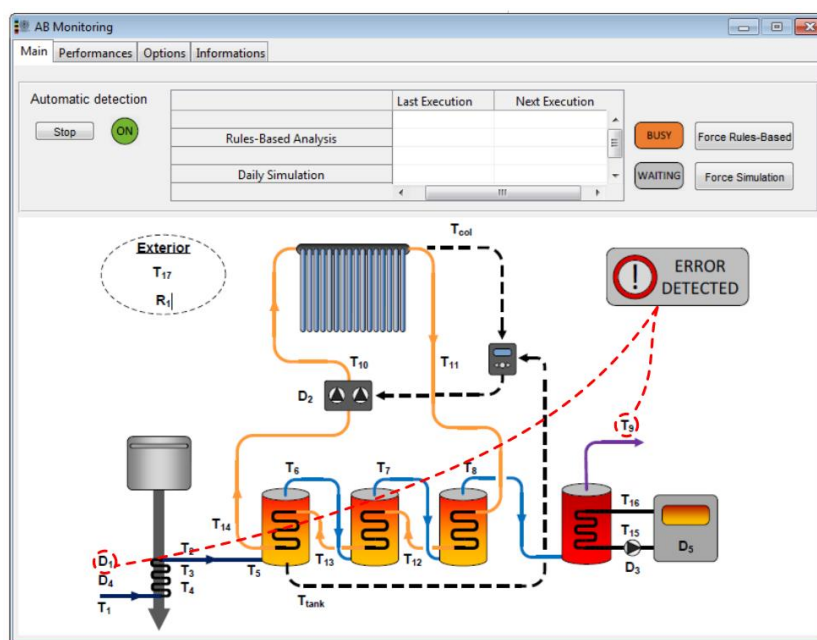 AB Monitoring
Main Performances Options Informations
Automatic detection
Stop
ON
Last Execution Next Execution
Rules-Based Analysis
Daily Simulation
BUSY
Force Rules-Based
WAITING
Force Simulation
Exterior
T17
R1
Tcol
ERROR
DETECTED
T10
T11
D2
T9
T6
T7
T8
T16
T14
T15
D5
D1
T2
T13
T12
D3
D4
T3
T5
T1
T4
Ttank